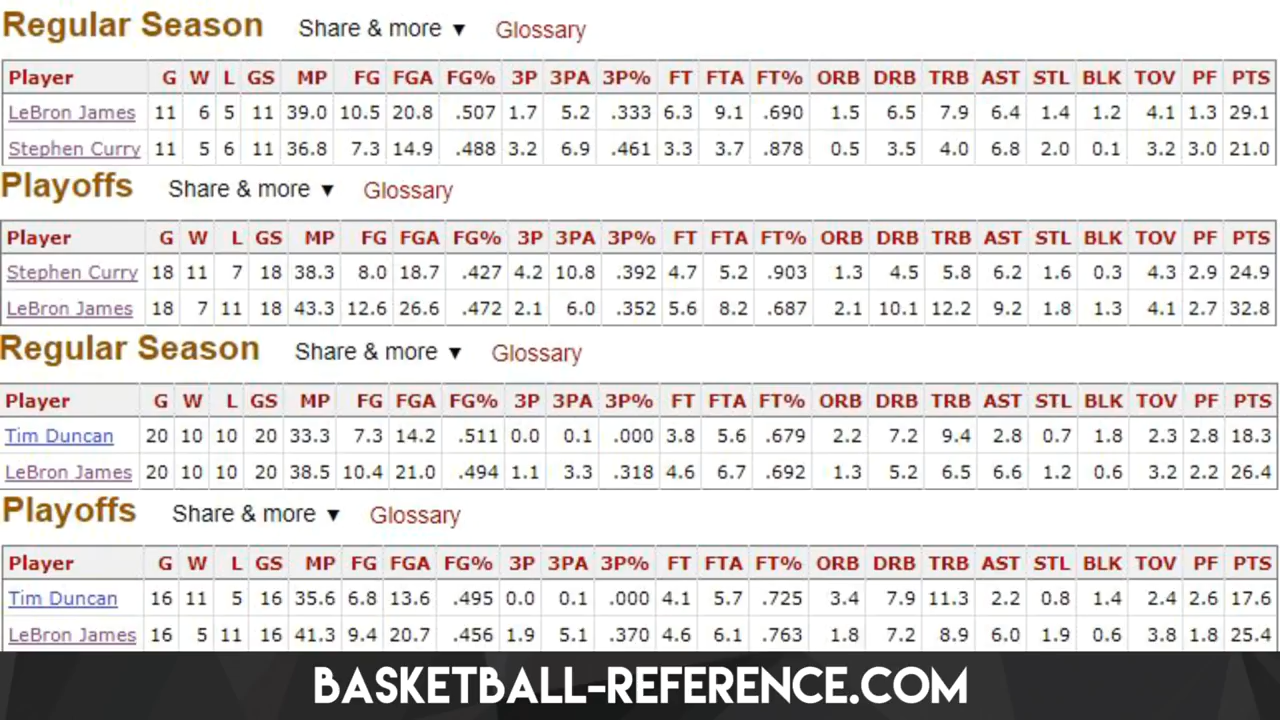 Regular Season Share & more ▼ Glossary
Player G W L GS MP FG FGA FG% 3P 3PA 3P% FT FTA FT% ORB DRB TRB AST STL BLK TOV PF PTS
LeBron James 11 6 5 11 39.0 10.5 20.8 .507 1.7 5.2 .333 6.3 9.1 .690 1.5 6.5 7.9 6.4 1.4 1.2 4.1 1.3 29.1
Stephen Curry 11 5 6 11 36.8 7.3 14.9 .488 3.2 6.9 .461 3.3 3.7 .878 0.5 3.5 4.0 6.8 2.0 0.1 3.2 3.0 21.0
Playoffs Share & more ▼ Glossary
Player G W L GS MP FG FGA FG% 3P 3PA 3P% FT FTA FT% ORB DRB TRB AST STL BLK TOV PF PTS
Stephen Curry 18 11 7 18 38.3 8.0 18.7 .427 4.2 10.8 .392 4.7 5.2 .903 1.3 4.5 5.8 6.2 1.6 0.3 4.3 2.9 24.9
LeBron James 18 7 11 18 43.3 12.6 26.6 .472 2.1 6.0 .352 5.6 8.2 .687 2.1 10.1 12.2 9.2 1.8 1.3 4.1 2.7 32.8
Regular Season Share & more ▼ Glossary
Player G W L GS MP FG FGA FG% 3P 3PA 3P% FT FTA FT% ORB DRB TRB AST STL BLK TOV PF PTS
Tim Duncan 20 10 10 20 33.3 7.3 14.2 .511 0.0 0.1 .000 3.8 5.6 .679 2.2 7.2 9.4 2.8 0.7 1.8 2.3 2.8 18.3
LeBron James 20 10 10 20 38.5 10.4 21.0 .494 1.1 3.3 .318 4.6 6.7 .692 1.3 5.2 6.5 6.6 1.2 0.6 3.2 2.2 26.4
Playoffs Share & more ▼ Glossary
Player G W L GS MP FG FGA FG% 3P 3PA 3P% FT FTA FT% ORB DRB TRB AST STL BLK TOV PF PTS
Tim Duncan 16 11 5 16 35.6 6.8 13.6 .495 0.0 0.1 .000 4.1 5.7 .725 3.4 7.9 11.3 2.2 0.8 1.4 2.4 2.6 17.6
LeBron James 16 5 11 16 41.3 9.4 20.7 .456 1.9 5.1 .370 4.6 6.1 .763 1.8 7.2 8.9 6.0 1.9 0.6 3.8 1.8 25.4
BASKETBALL-REFERENCE.COM